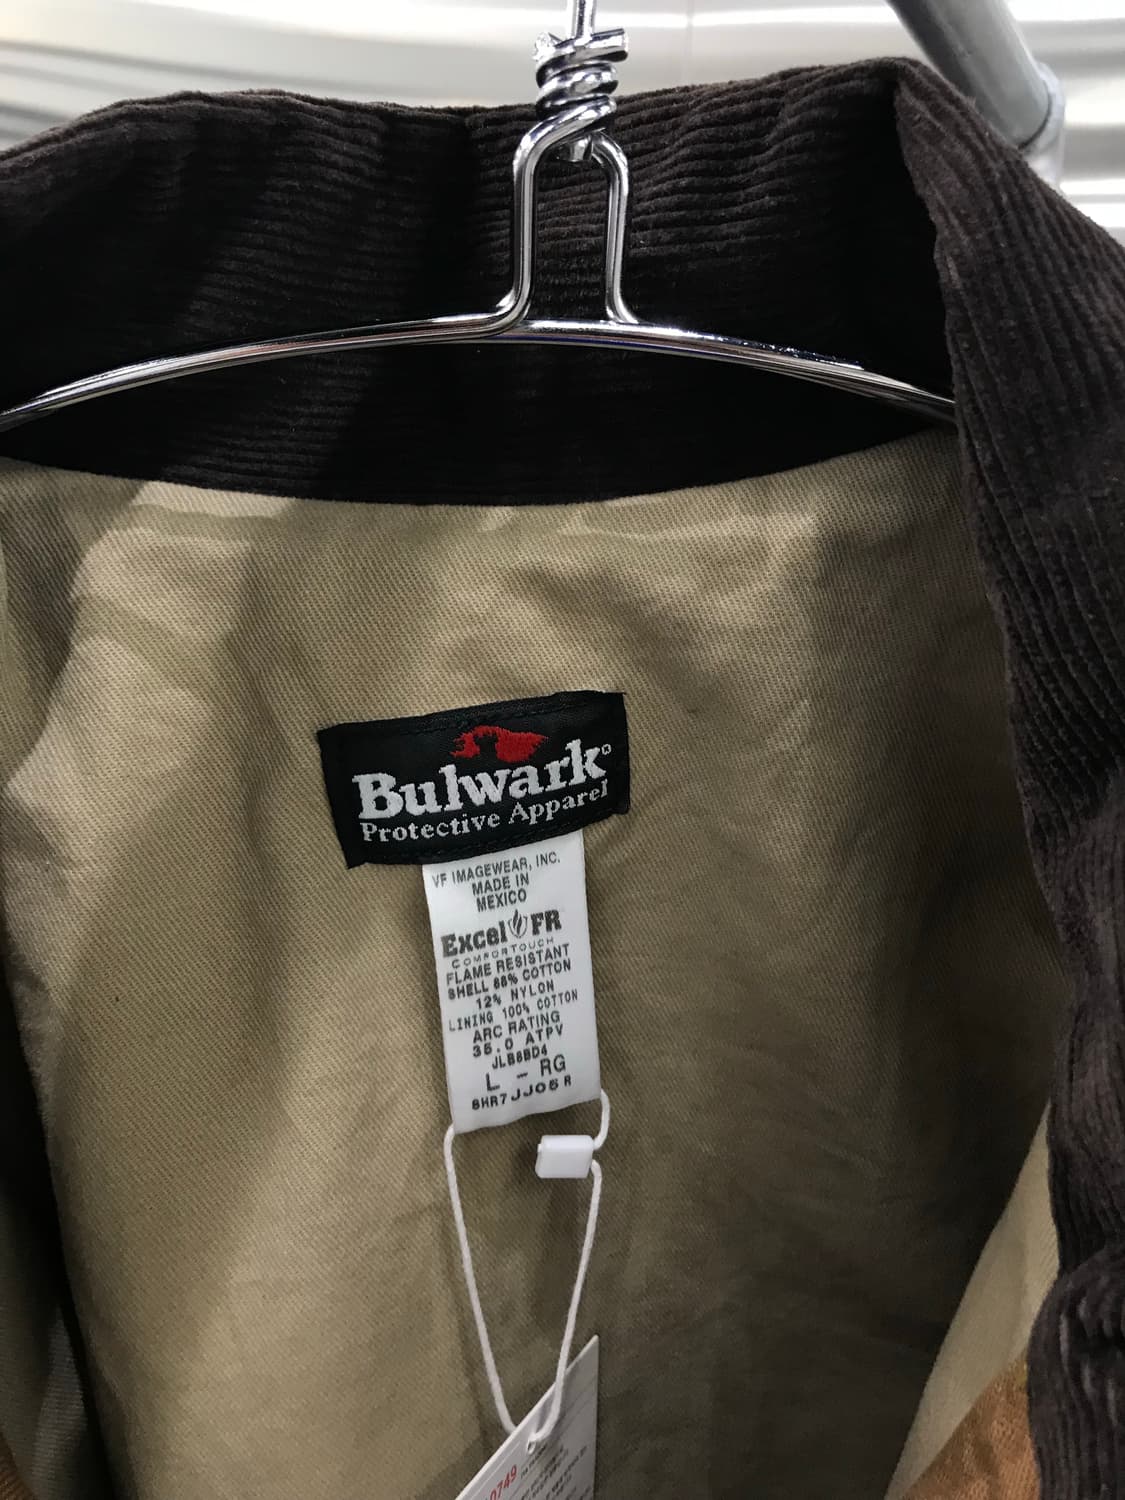 Bulwark®
Protective Apparel
VF IMAGEWEAR, INC.
MADE IN
MEXICO
Excel FR
COMFORTOUCH
FLAME RESISTANT
SHELL 88% COTTON
12% NYLON
LINING 100% COTTON
ARC RATING
35.0 ATPV
JLB8BD4
L - RG
8HR7JJ05R
0749